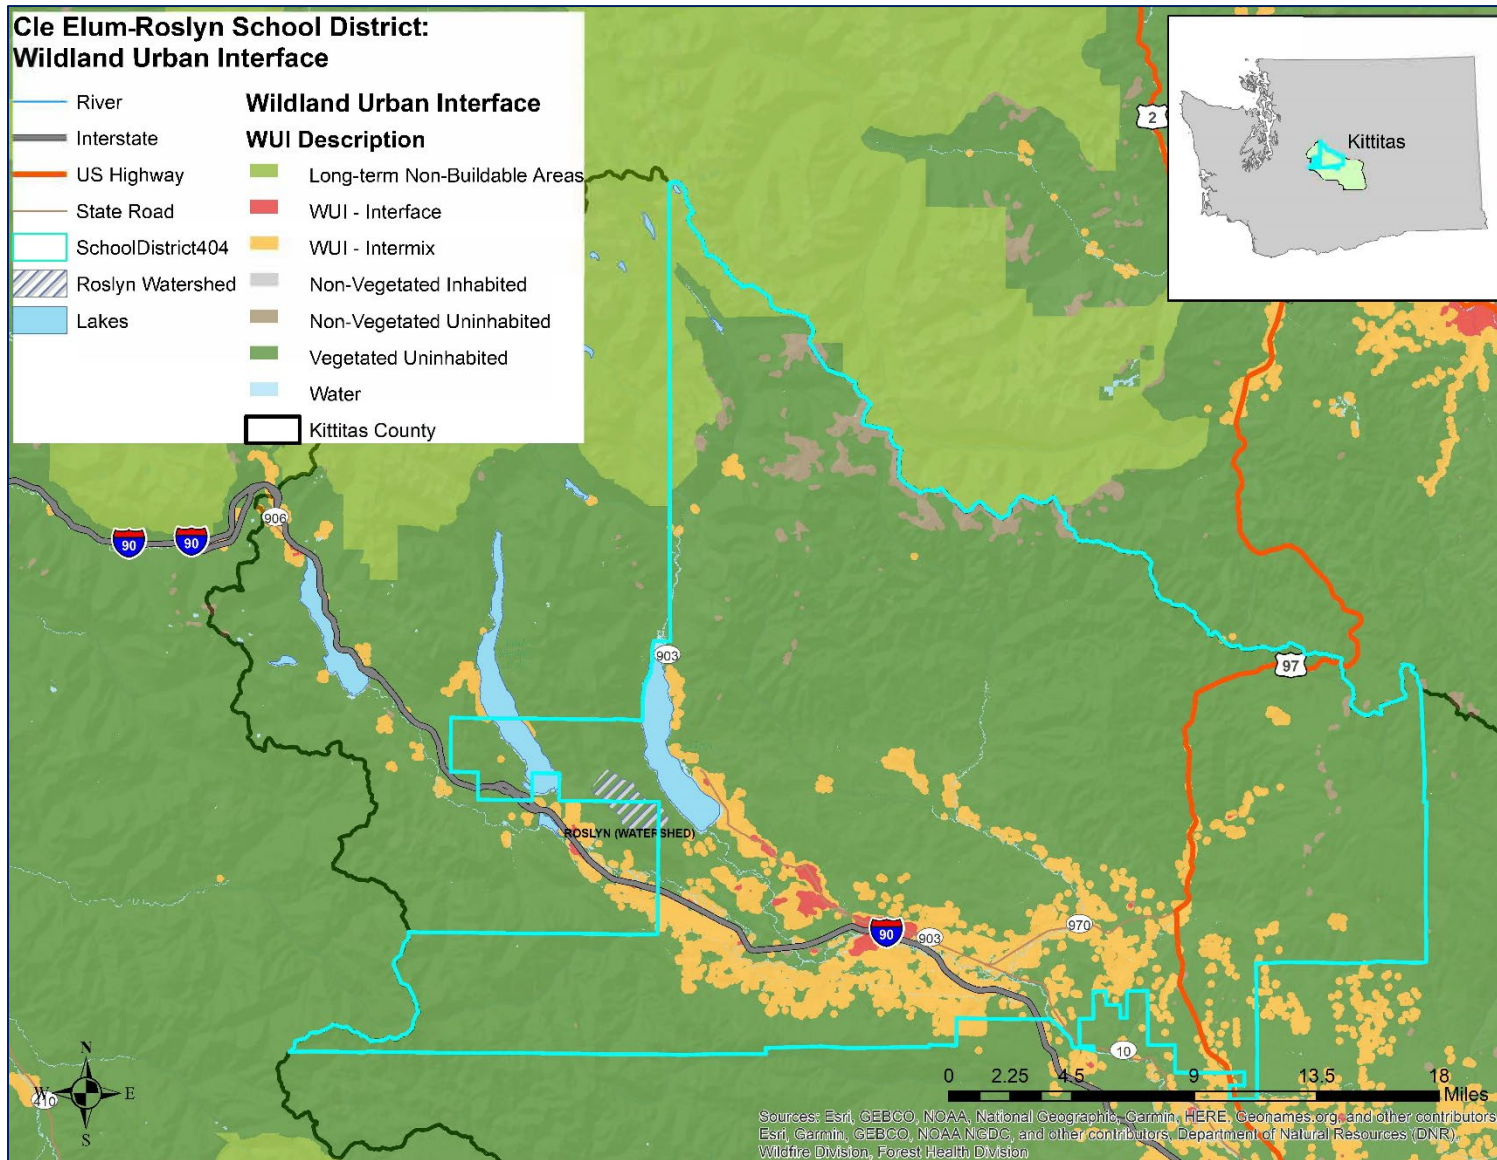 Cle Elum-Roslyn School District:
Wildland Urban Interface
River
Interstate
US Highway
State Road
SchoolDistrict404
Roslyn Watershed
Lakes
Wildland Urban Interface
WUI Description
Long-term Non-Buildable Areas
WUI - Interface
WUI - Intermix
Non-Vegetated Inhabited
Non-Vegetated Uninhabited
Vegetated Uninhabited
Water
Kittitas County
Kittitas
2
906
90
90
903
97
ROSLYN (WATERSHED)
90
903
970
10
410
N
W
E
S
0 2.25 4.5 9 13.5 18
Miles
Sources: Esri, GEBCO, NOAA, National Geographic, Garmin, HERE, Geonames.org, and other contributors
Esri, Garmin, GEBCO, NOAA NGDC, and other contributors, Department of Natural Resources (DNR),
Wildfire Division, Forest Health Division